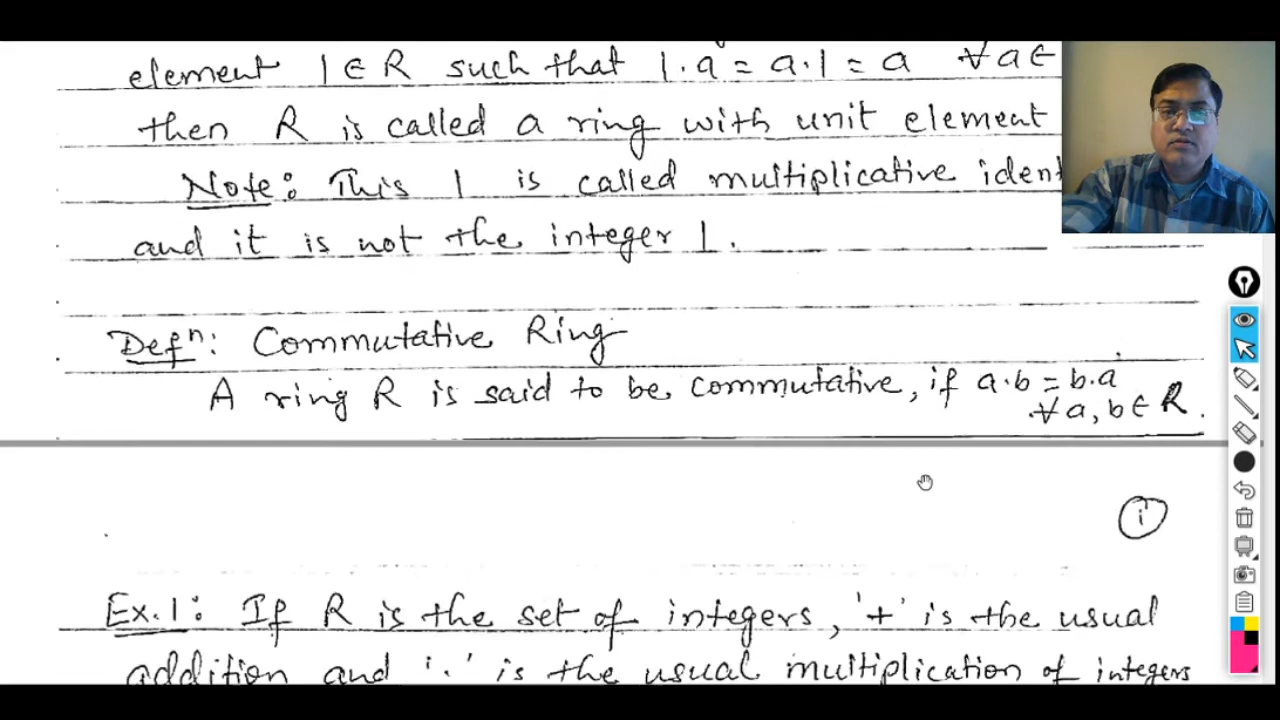 element 1 ∈ R such that 1·a = a·1 = a ∀a∈
then R is called a ring with unit element
Note: This 1 is called multiplicative ident
and it is not the integer 1.
Defⁿ: Commutative Ring
A ring R is said to be commutative, if a·b = b·a
∀ a, b ∈ R.
i
Ex.1: If R is the set of integers, '+' is the usual
addition and '·' is the usual multiplication of integers